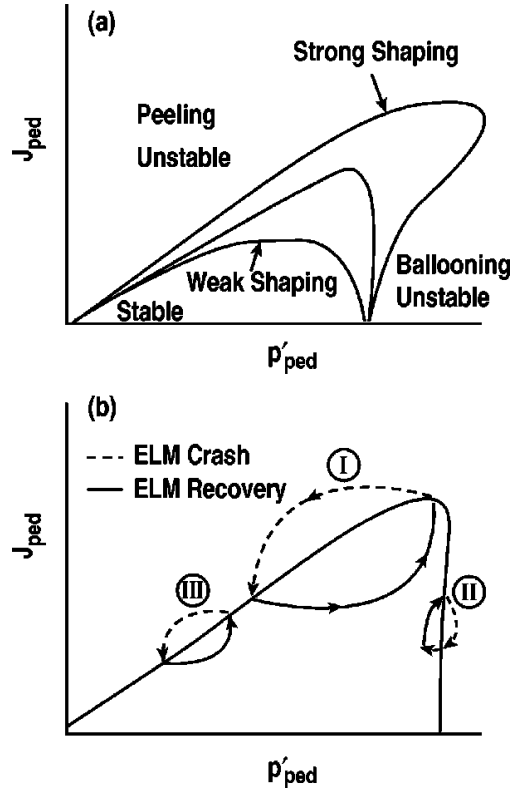 (a)
Strong Shaping
Peeling
Unstable
J_ped
Weak Shaping
Ballooning
Unstable
Stable
p′_ped
(b)
ELM Crash
ELM Recovery
I
J_ped
III
II
p′_ped